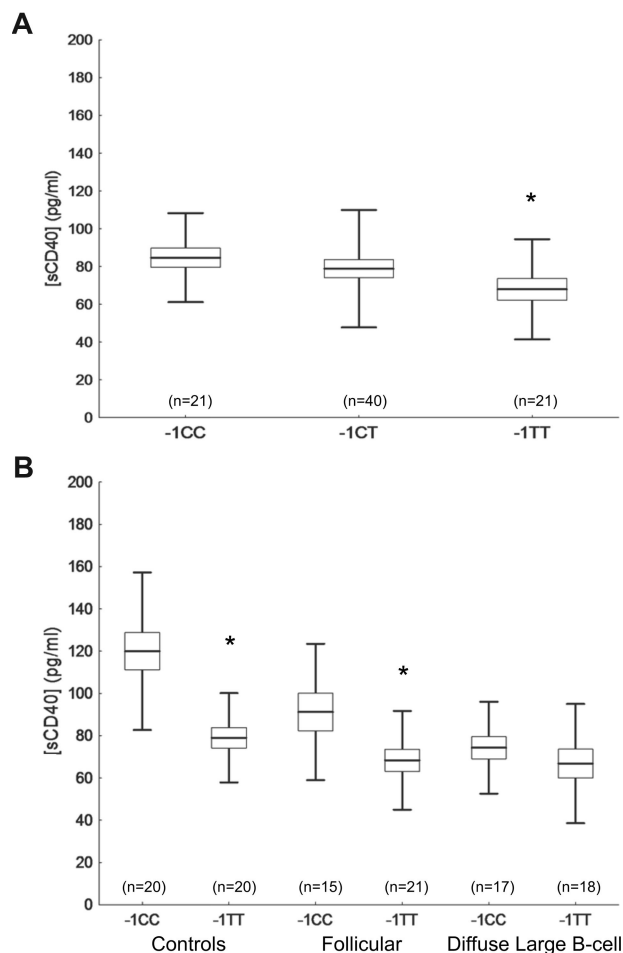 A
200
180
160
140
120
100
80
60
40
20
0
[sCD40] (pg/ml)
*
(n=21) (n=40) (n=21)
-1CC -1CT -1TT
B
200
180
160
140
120
100
80
60
40
20
0
[sCD40] (pg/ml)
* *
(n=20) (n=20) (n=15) (n=21) (n=17) (n=18)
-1CC -1TT -1CC -1TT -1CC -1TT
Controls Follicular Diffuse Large B-cell